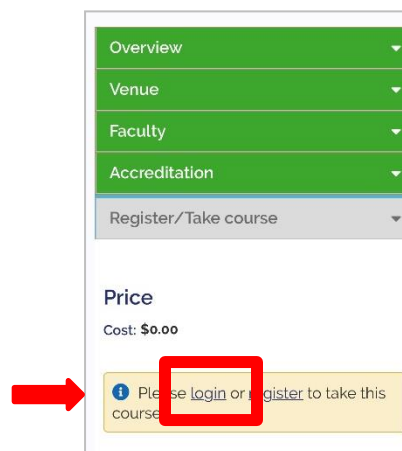 Overview
Venue
Faculty
Accreditation
Register/Take course
Price
Cost: $0.00
Please login or register to take this
course